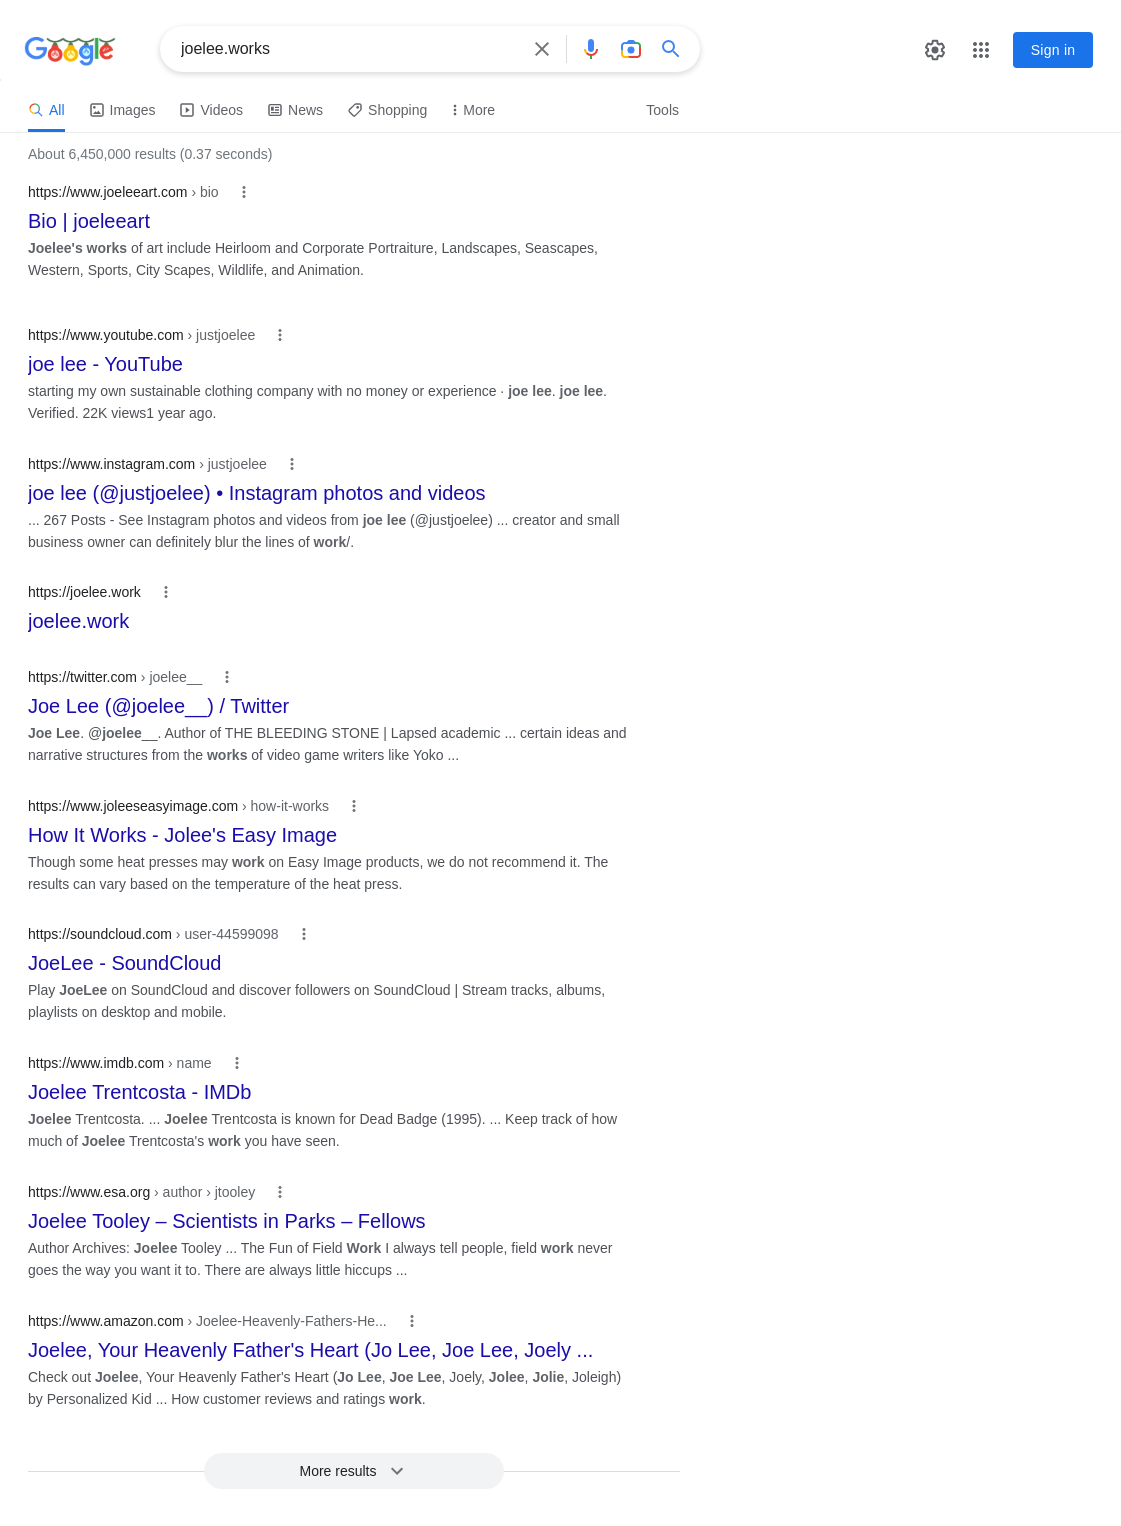 Google
joelee.works
Sign in
All
Images
Videos
News
Shopping
More
Tools
About 6,450,000 results (0.37 seconds)
https://www.joeleeart.com › bio
Bio | joeleeart
Joelee's works of art include Heirloom and Corporate Portraiture, Landscapes, Seascapes,
Western, Sports, City Scapes, Wildlife, and Animation.
https://www.youtube.com › justjoelee
joe lee - YouTube
starting my own sustainable clothing company with no money or experience · joe lee. joe lee.
Verified. 22K views1 year ago.
https://www.instagram.com › justjoelee
joe lee (@justjoelee) • Instagram photos and videos
... 267 Posts - See Instagram photos and videos from joe lee (@justjoelee) ... creator and small
business owner can definitely blur the lines of work/.
https://joelee.work
joelee.work
https://twitter.com › joelee__
Joe Lee (@joelee__) / Twitter
Joe Lee. @joelee__. Author of THE BLEEDING STONE | Lapsed academic ... certain ideas and
narrative structures from the works of video game writers like Yoko ...
https://www.joleeseasyimage.com › how-it-works
How It Works - Jolee's Easy Image
Though some heat presses may work on Easy Image products, we do not recommend it. The
results can vary based on the temperature of the heat press.
https://soundcloud.com › user-44599098
JoeLee - SoundCloud
Play JoeLee on SoundCloud and discover followers on SoundCloud | Stream tracks, albums,
playlists on desktop and mobile.
https://www.imdb.com › name
Joelee Trentcosta - IMDb
Joelee Trentcosta. ... Joelee Trentcosta is known for Dead Badge (1995). ... Keep track of how
much of Joelee Trentcosta's work you have seen.
https://www.esa.org › author › jtooley
Joelee Tooley – Scientists in Parks – Fellows
Author Archives: Joelee Tooley ... The Fun of Field Work I always tell people, field work never
goes the way you want it to. There are always little hiccups ...
https://www.amazon.com › Joelee-Heavenly-Fathers-He...
Joelee, Your Heavenly Father's Heart (Jo Lee, Joe Lee, Joely ...
Check out Joelee, Your Heavenly Father's Heart (Jo Lee, Joe Lee, Joely, Jolee, Jolie, Joleigh)
by Personalized Kid ... How customer reviews and ratings work.
More results